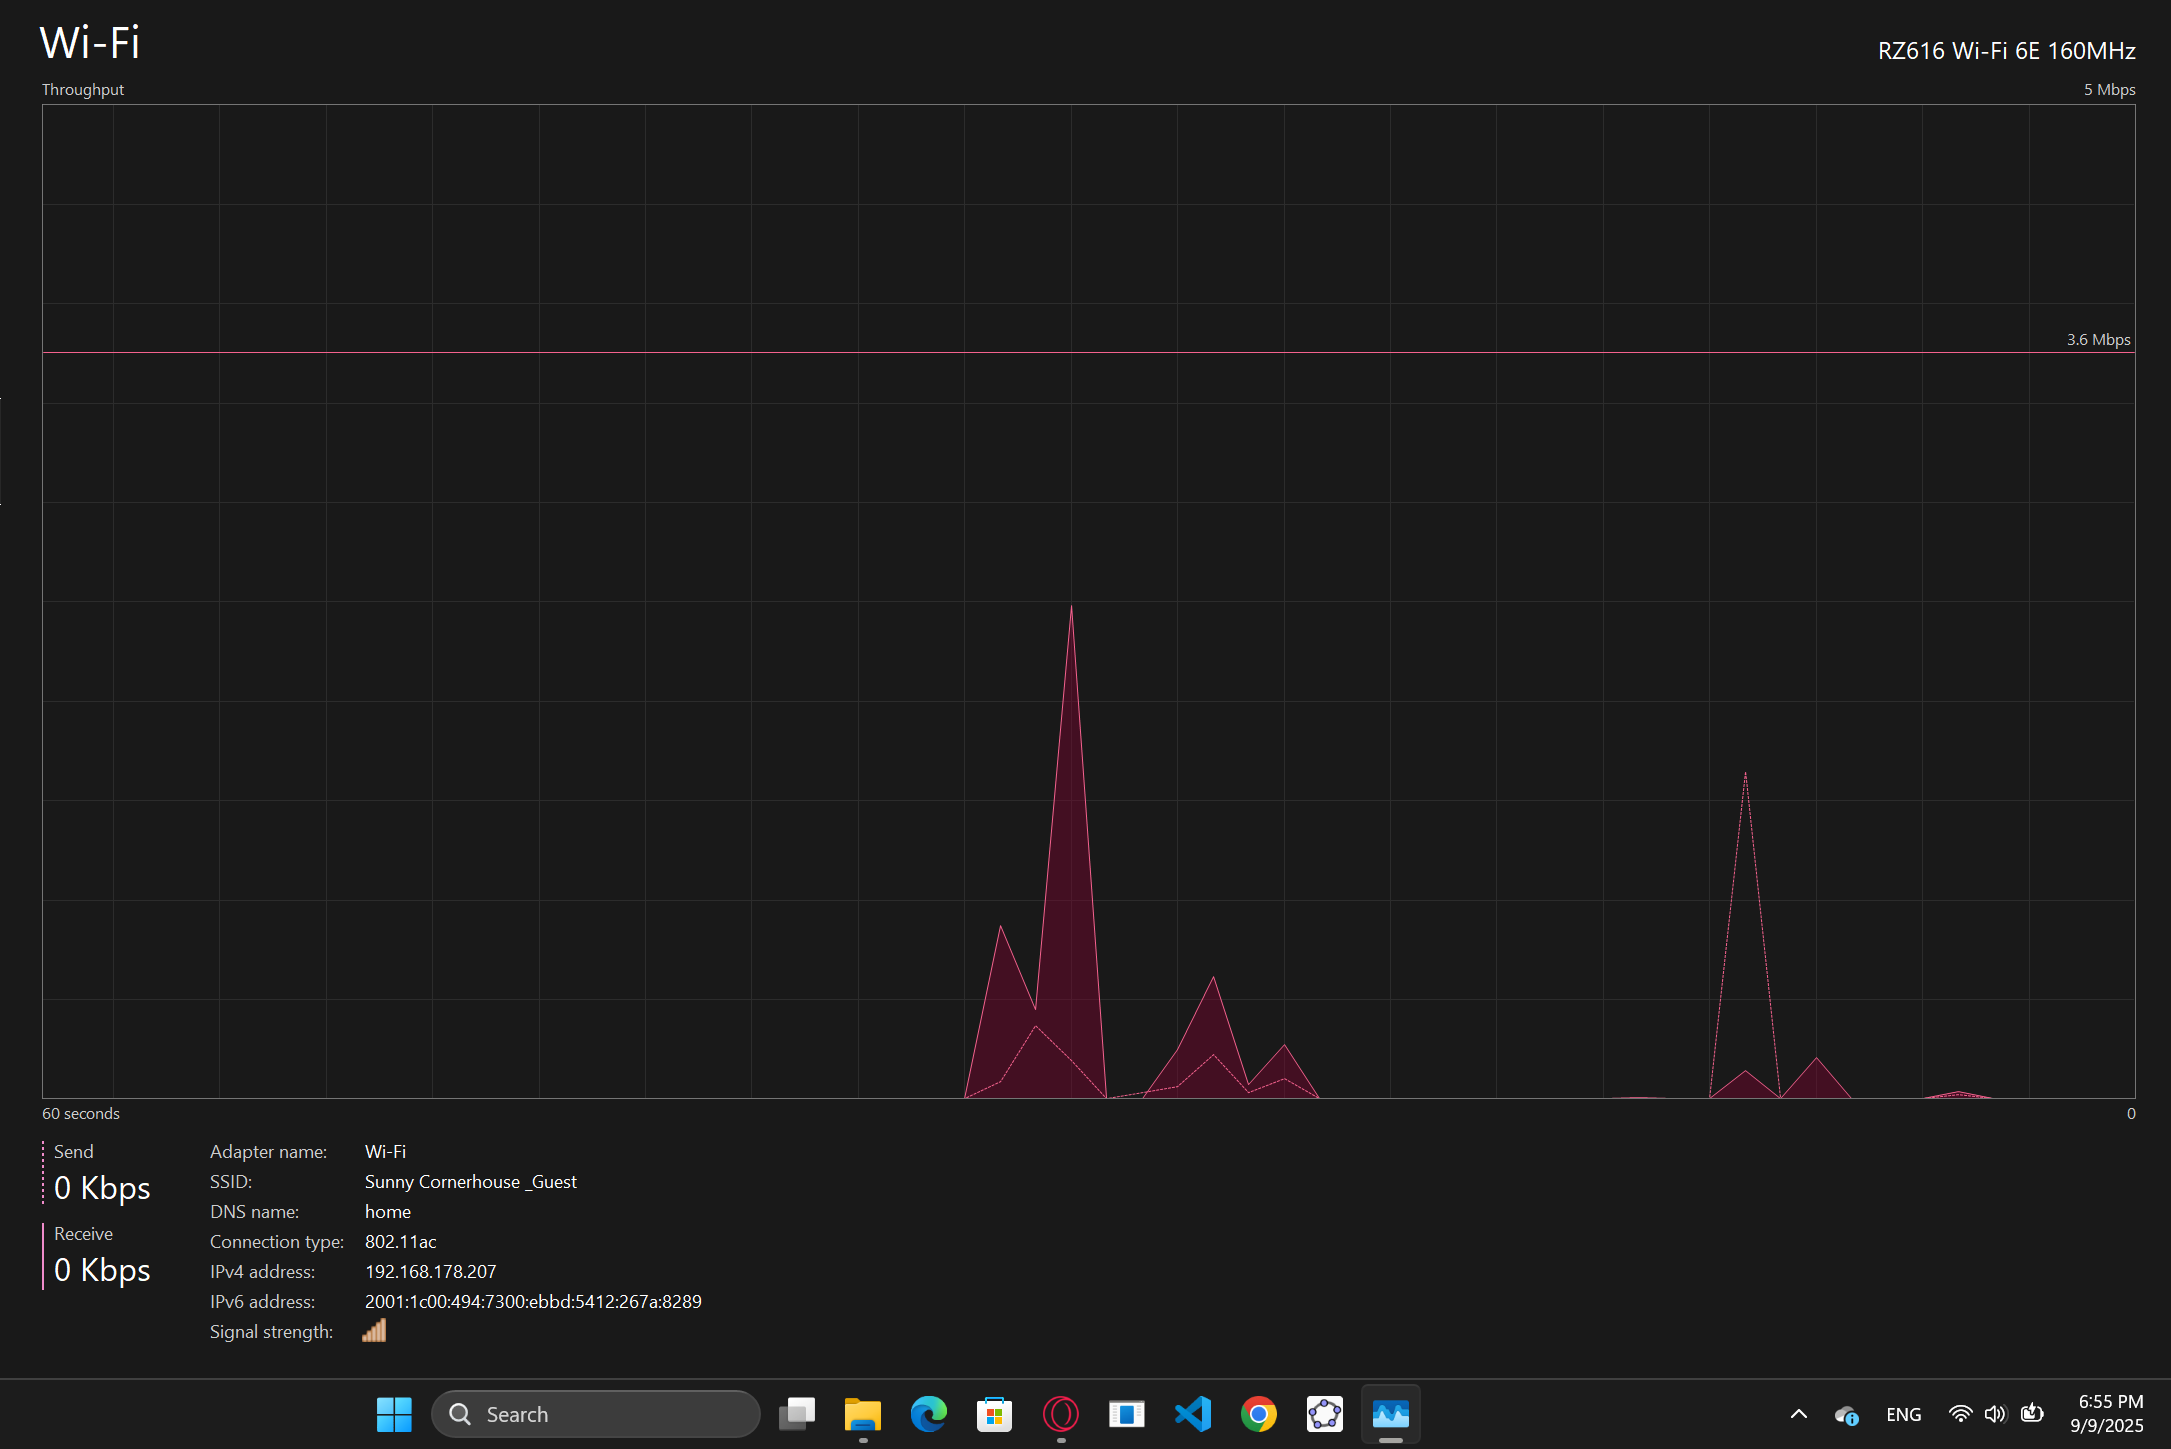 Wi-Fi
RZ616 Wi-Fi 6E 160MHz
Throughput
5 Mbps
3.6 Mbps
60 seconds
0
Send
0 Kbps
Receive
0 Kbps
Adapter name: Wi-Fi
SSID: Sunny Cornerhouse _Guest
DNS name: home
Connection type: 802.11ac
IPv4 address: 192.168.178.207
IPv6 address: 2001:1c00:494:7300:ebbd:5412:267a:8289
Signal strength:
Search
ENG
6:55 PM
9/9/2025